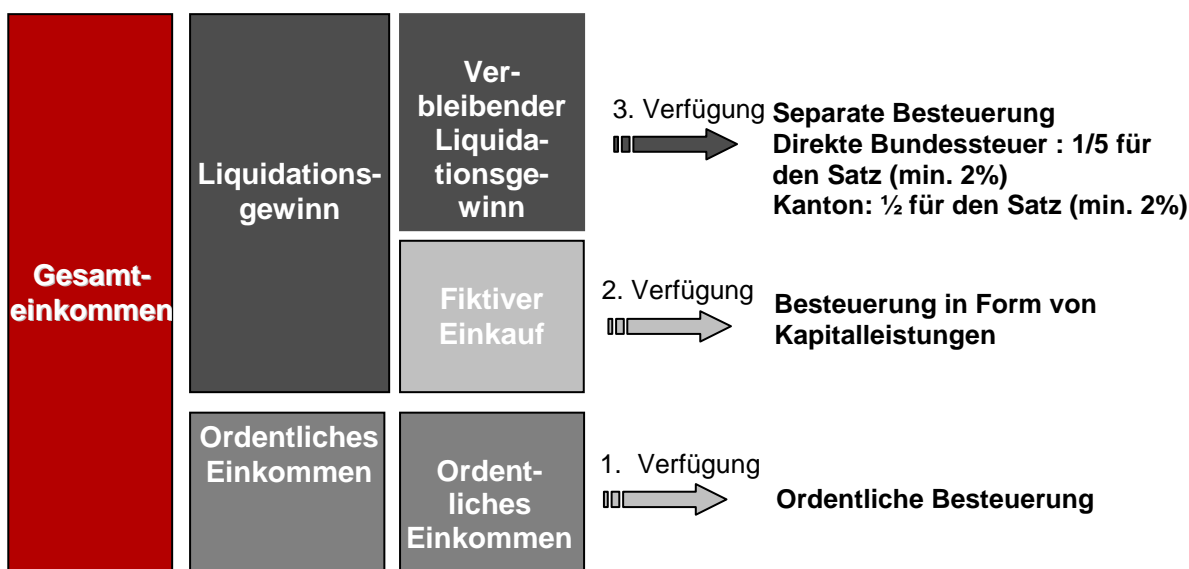 Gesamt-
einkommen
Liquidations-
gewinn
Ver-
bleibender
Liquida-
tionsge-
winn
3. Verfügung
Separate Besteuerung
Direkte Bundessteuer : 1/5 für
den Satz (min. 2%)
Kanton: ½ für den Satz (min. 2%)
Fiktiver
Einkauf
2. Verfügung
Besteuerung in Form von
Kapitalleistungen
Ordentliches
Einkommen
Ordent-
liches
Einkommen
1. Verfügung
Ordentliche Besteuerung